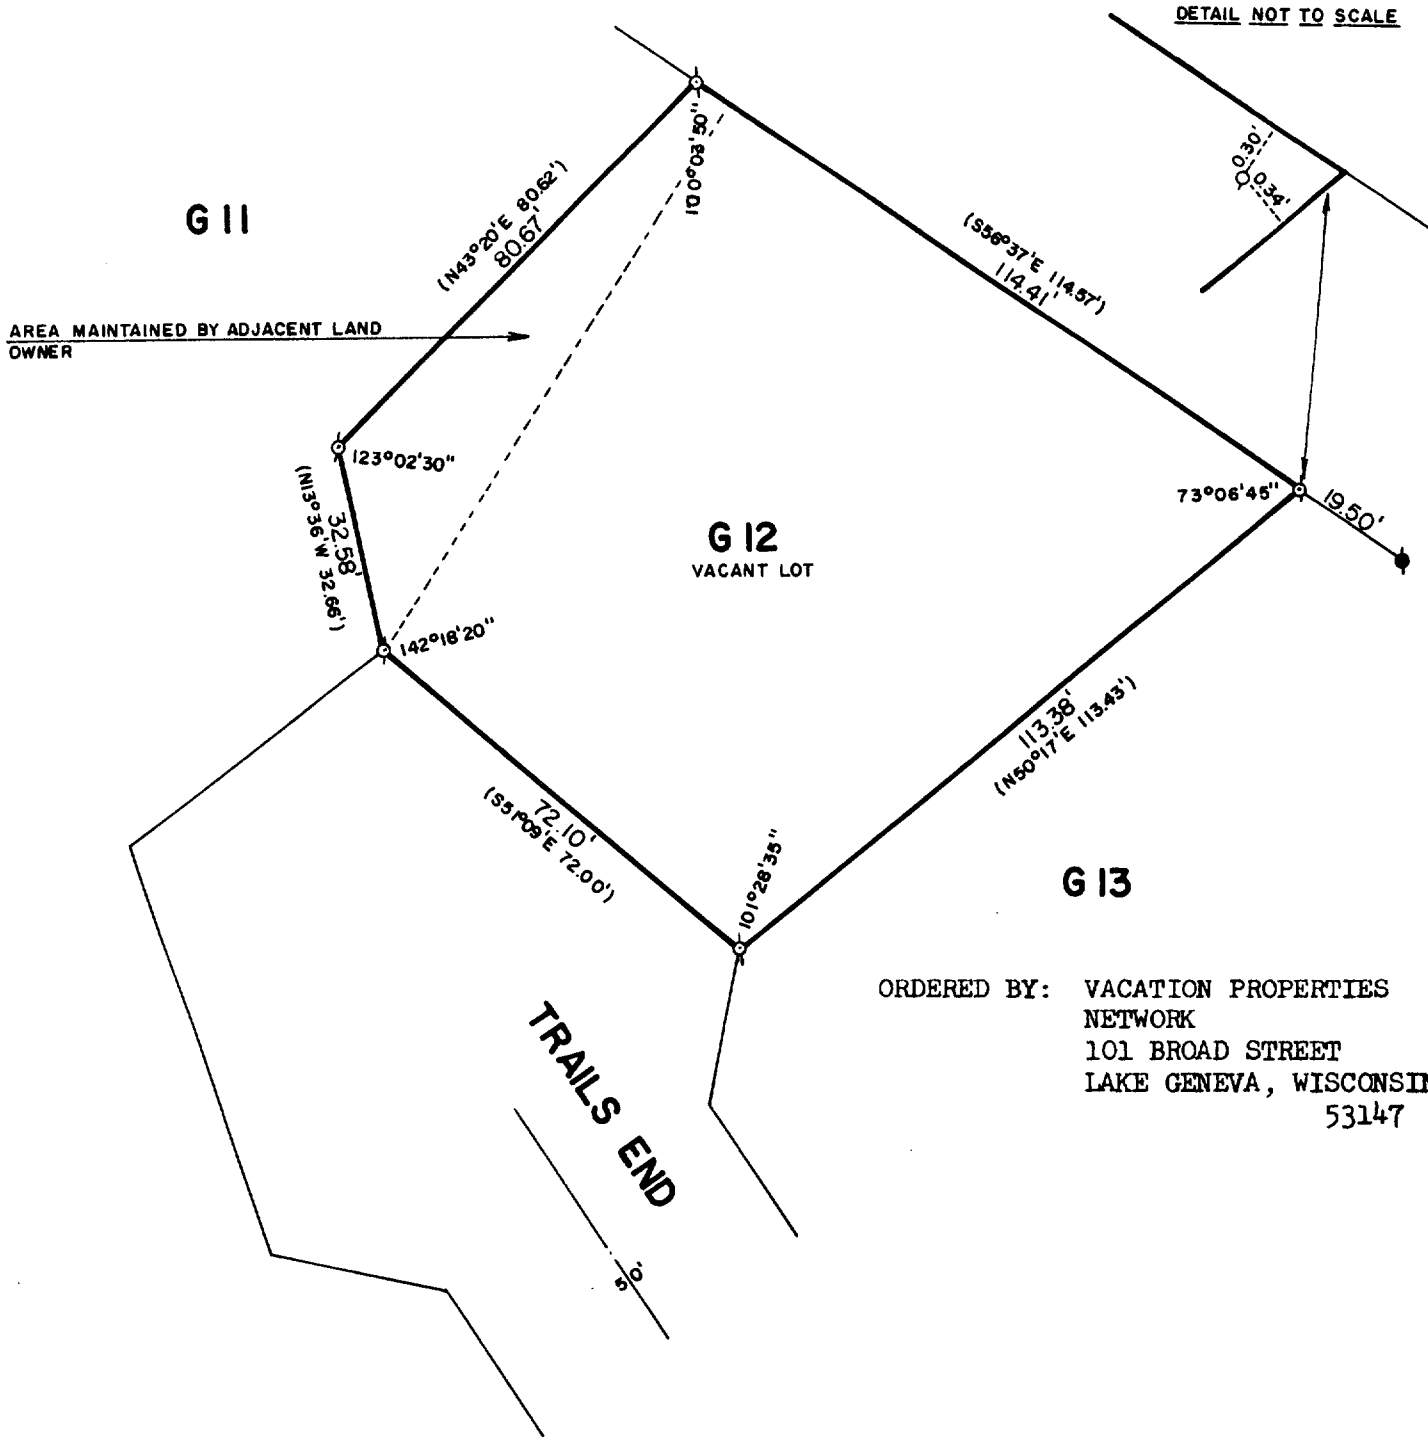 DETAIL NOT TO SCALE
0.30'
0.34'
G 11
(N43°20'E 80.62')
80.67'
(S56°37'E 114.57')
114.41'
AREA MAINTAINED BY ADJACENT LAND
OWNER
123°02'30"
(N13°36'W 32.66')
32.58'
73°06'45"
19.50'
G 12
VACANT LOT
142°18'20"
(S51°09'E 72.00')
72.10'
113.38'
(N50°17'E 113.43')
101°28'35"
G 13
ORDERED BY: VACATION PROPERTIES
NETWORK
101 BROAD STREET
LAKE GENEVA, WISCONSIN
53147
TRAILS END
50'